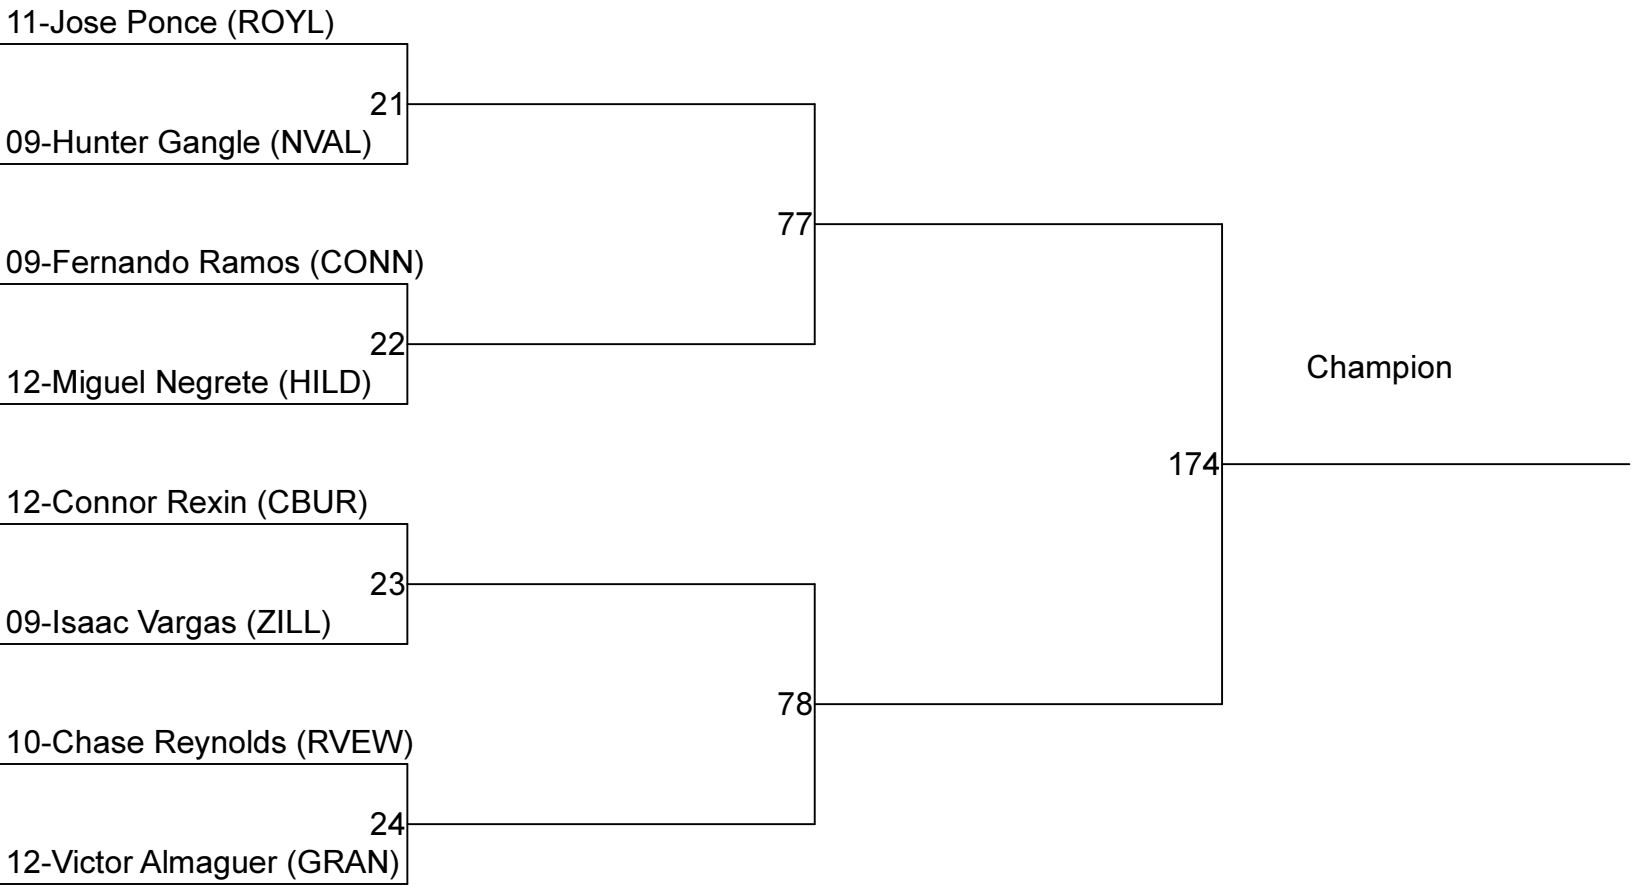 11-Jose Ponce (ROYL)
21
09-Hunter Gangle (NVAL)
77
09-Fernando Ramos (CONN)
22
12-Miguel Negrete (HILD)
Champion
174
12-Connor Rexin (CBUR)
23
09-Isaac Vargas (ZILL)
78
10-Chase Reynolds (RVEW)
24
12-Victor Almaguer (GRAN)